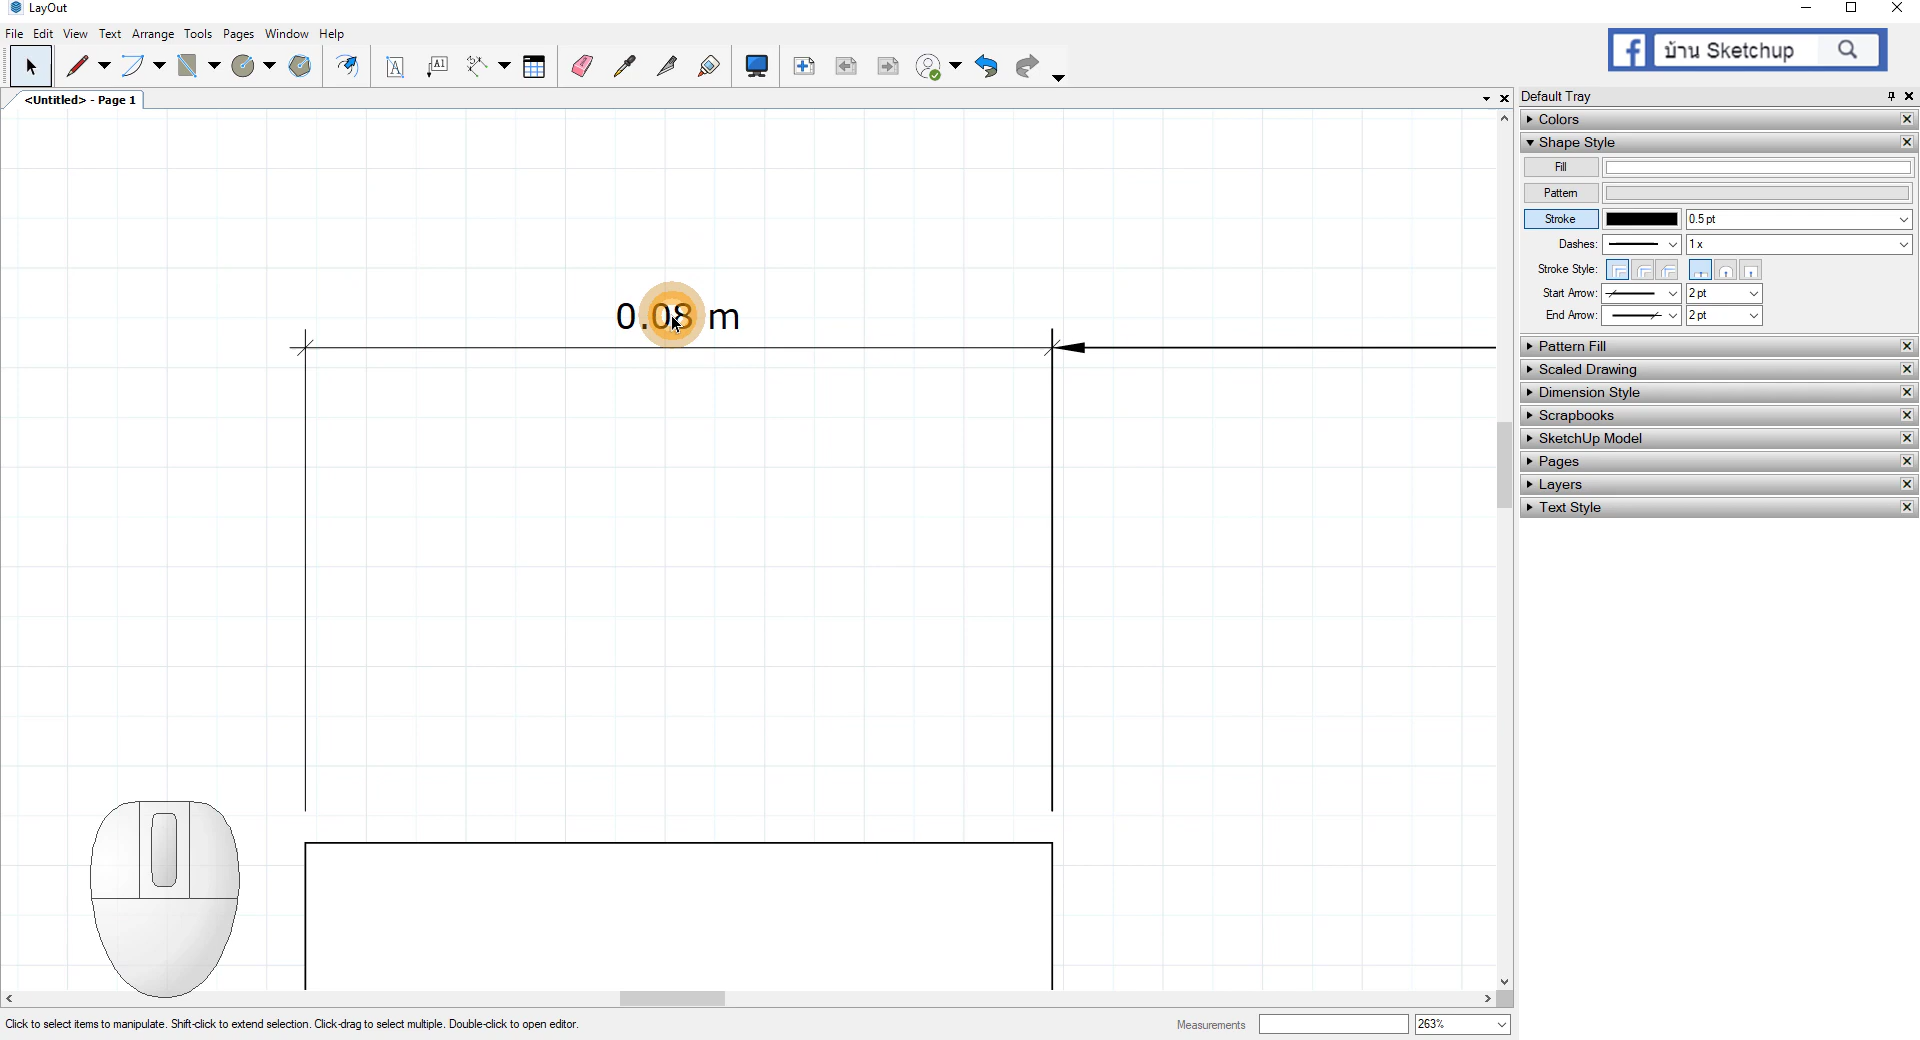 LayOut
File Edit View Text Arrange Tools Pages Window Help
บ้าน Sketchup
<Untitled> - Page 1
Default Tray
Colors
Shape Style
Fill
Pattern
Stroke 0.5 pt
Dashes: 1 x
Stroke Style:
Start Arrow: 2 pt
End Arrow: 2 pt
Pattern Fill
Scaled Drawing
Dimension Style
Scrapbooks
SketchUp Model
Pages
Layers
Text Style
0.08 m
Click to select items to manipulate. Shift-click to extend selection. Click-drag to select multiple. Double-click to open editor.
Measurements 263%